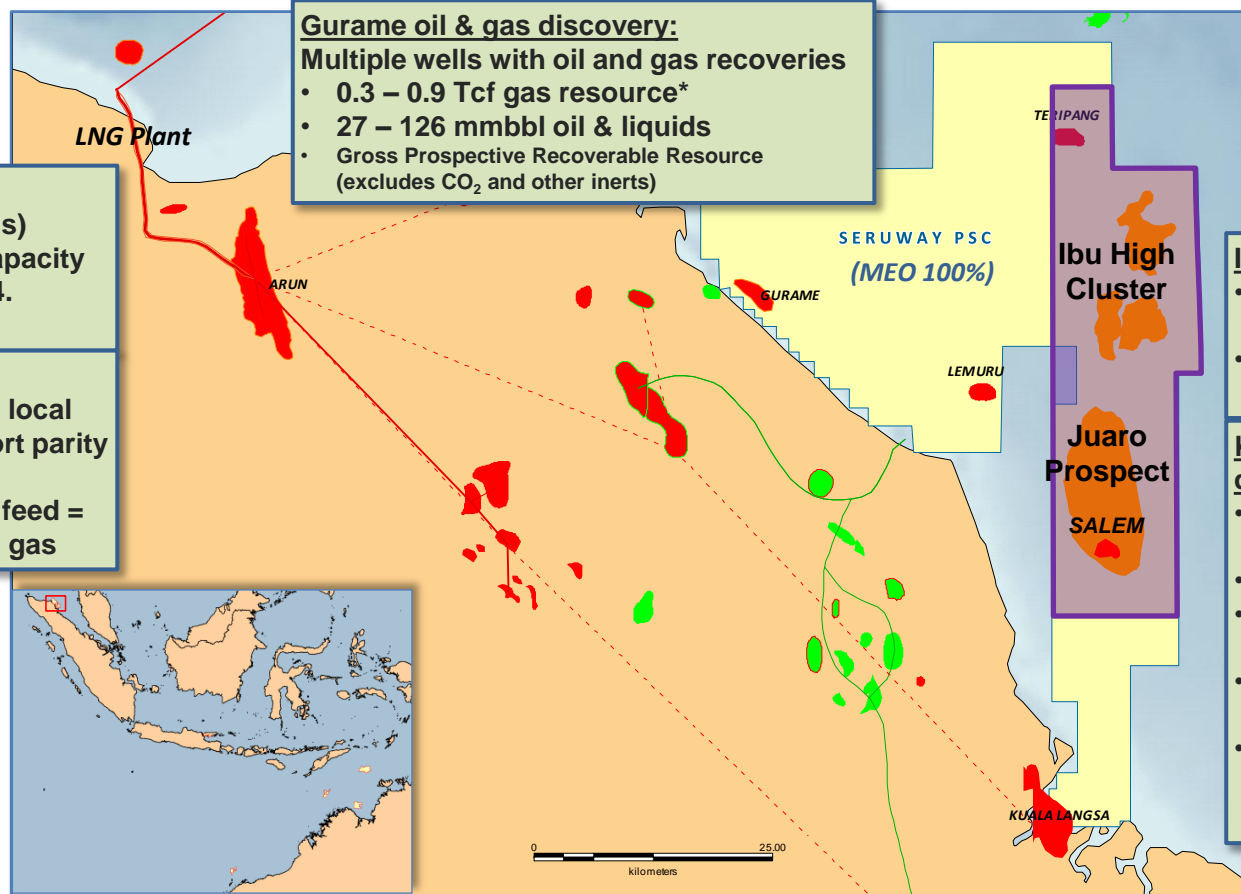 Gurame oil & gas discovery:
Multiple wells with oil and gas recoveries
• 0.3 – 0.9 Tcf gas resource*
• 27 – 126 mmbbl oil & liquids
• Gross Prospective Recoverable Resource
(excludes CO₂ and other inerts)
LNG Plant
TERIPANG
SERUWAY PSC
(MEO 100%)
Ibu High
Cluster
ARUN
GURAME
LEMURU
local
parity
feed =
gas
Juaro
Prospect
SALEM
KUALA LANGSA
0 25.00
kilometers